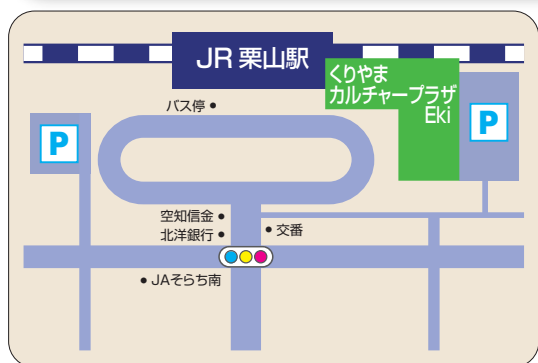 JR 栗山駅
くりやま
カルチャープラザ
Eki
バス停
P
P
空知信金
北洋銀行
交番
JAそらち南